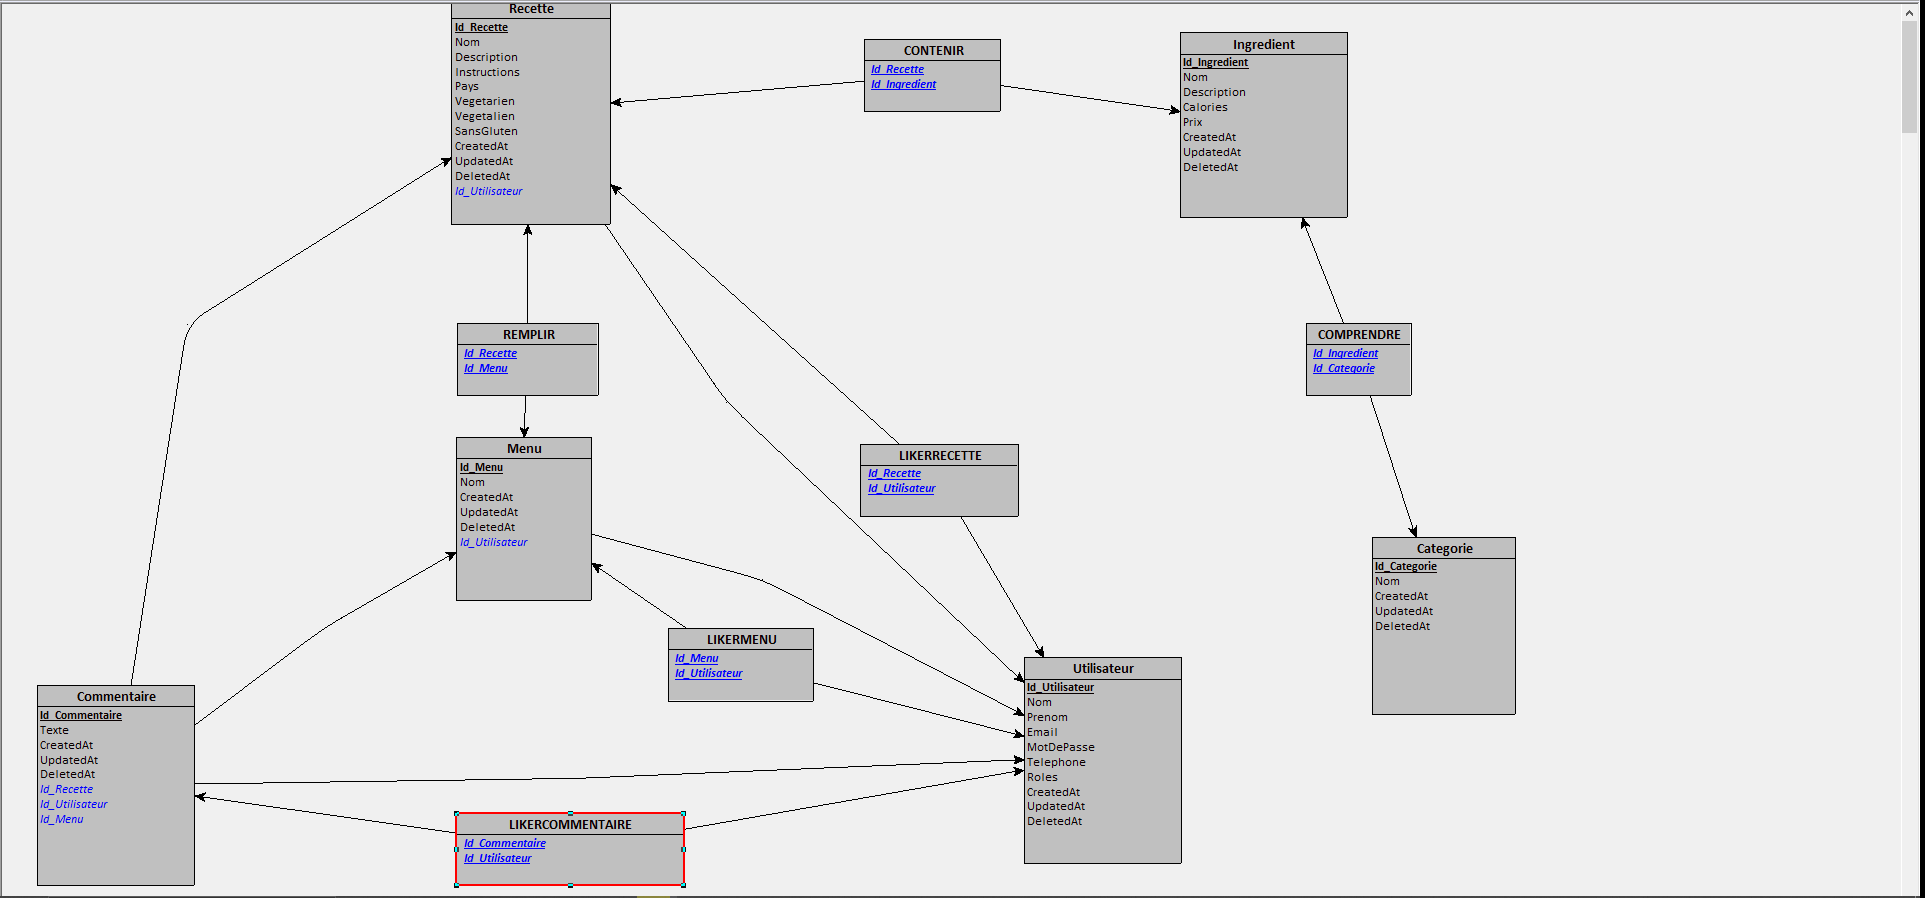 Recette
Id_Recette
Nom
Description
Instructions
Pays
Vegetarien
Vegetalien
SansGluten
CreatedAt
UpdatedAt
DeletedAt
Id_Utilisateur
CONTENIR
Id_Recette
Id_Ingredient
Ingredient
Id_Ingredient
Nom
Description
Calories
Prix
CreatedAt
UpdatedAt
DeletedAt
REMPLIR
Id_Recette
Id_Menu
COMPRENDRE
Id_Ingredient
Id_Categorie
Menu
Id_Menu
Nom
CreatedAt
UpdatedAt
DeletedAt
Id_Utilisateur
LIKERRECETTE
Id_Recette
Id_Utilisateur
Categorie
Id_Categorie
Nom
CreatedAt
UpdatedAt
DeletedAt
LIKERMENU
Id_Menu
Id_Utilisateur
Utilisateur
Id_Utilisateur
Nom
Prenom
Email
MotDePasse
Telephone
Roles
CreatedAt
UpdatedAt
DeletedAt
Commentaire
Id_Commentaire
Texte
CreatedAt
UpdatedAt
DeletedAt
Id_Recette
Id_Utilisateur
Id_Menu
LIKERCOMMENTAIRE
Id_Commentaire
Id_Utilisateur